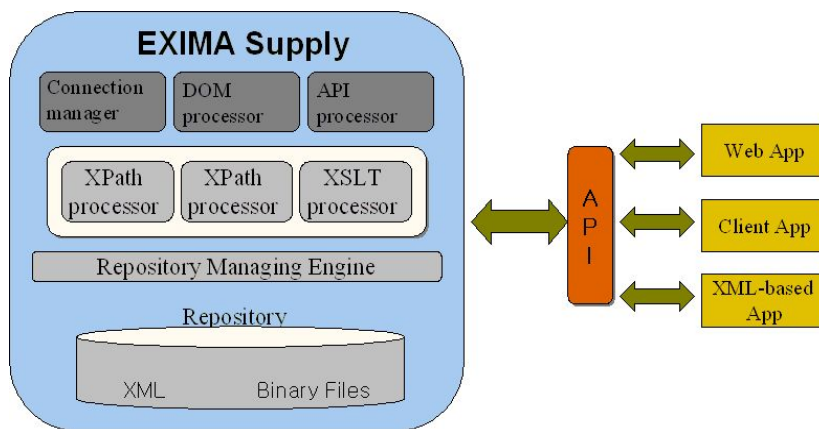 EXIMA Supply
Connection
manager
DOM
processor
API
processor
XPath
processor
XPath
processor
XSLT
processor
Repository Managing Engine
Repository
XML
Binary Files
A
P
I
Web App
Client App
XML-based
App